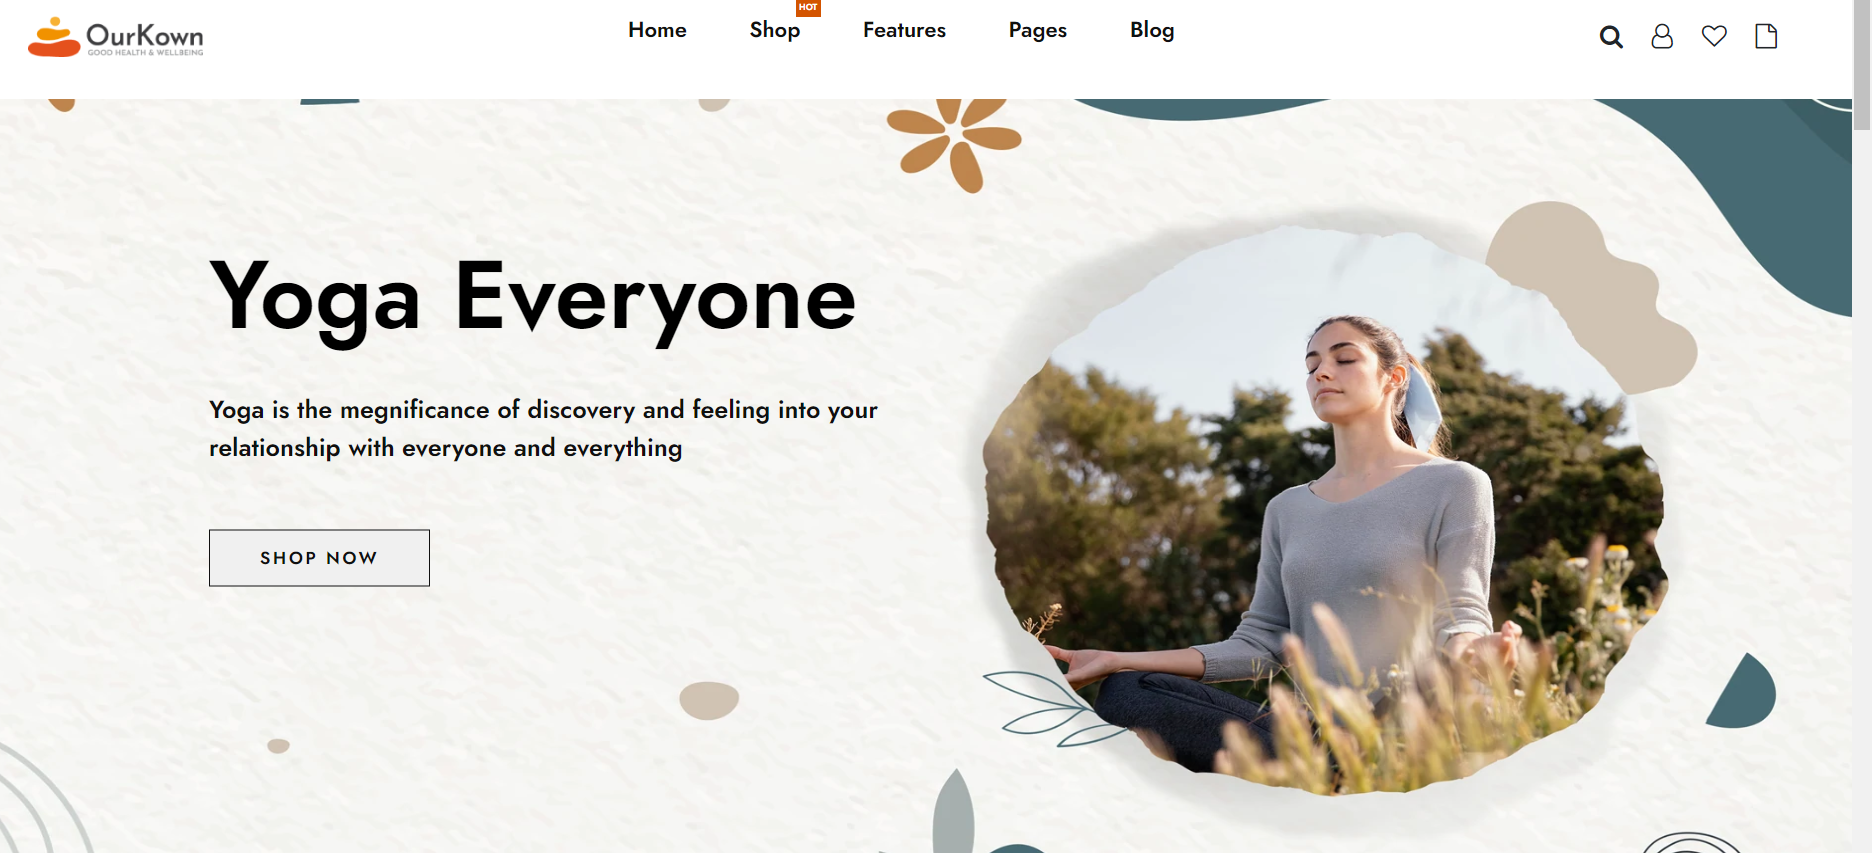 OurKown
GOOD HEALTH & WELLBEING
Home
Shop
HOT
Features
Pages
Blog
Yoga Everyone
Yoga is the megnificance of discovery and feeling into your
relationship with everyone and everything
SHOP NOW